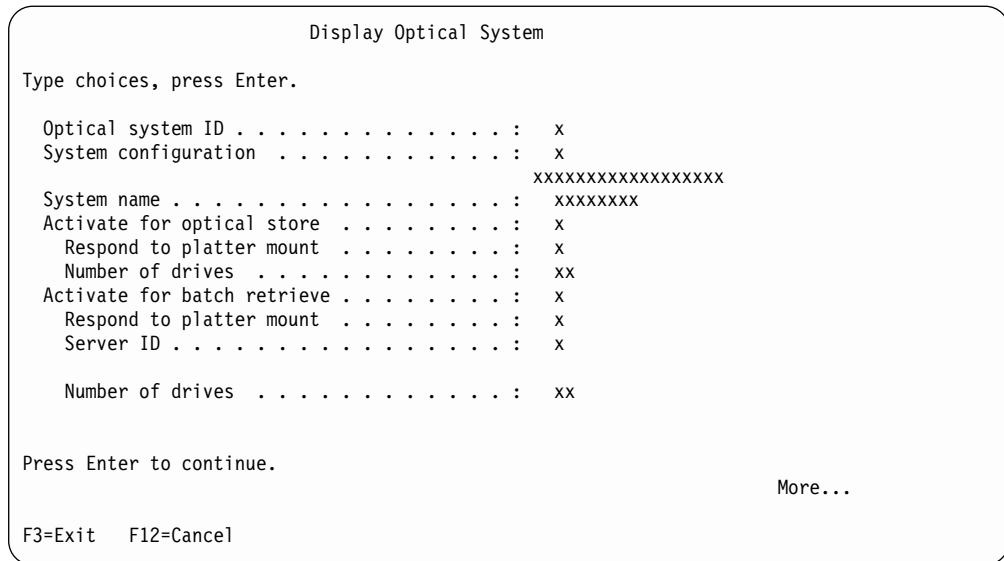 Display Optical System
Type choices, press Enter.
Optical system ID . . . . . . . . . . . . . : x
System configuration . . . . . . . . . . . : x
xxxxxxxxxxxxxxxxxx
System name . . . . . . . . . . . . . . . . : xxxxxxxx
Activate for optical store . . . . . . . . : x
Respond to platter mount . . . . . . . . : x
Number of drives . . . . . . . . . . . . : xx
Activate for batch retrieve . . . . . . . . : x
Respond to platter mount . . . . . . . . : x
Server ID . . . . . . . . . . . . . . . . : x
Number of drives . . . . . . . . . . . . : xx
Press Enter to continue.
More...
F3=Exit F12=Cancel